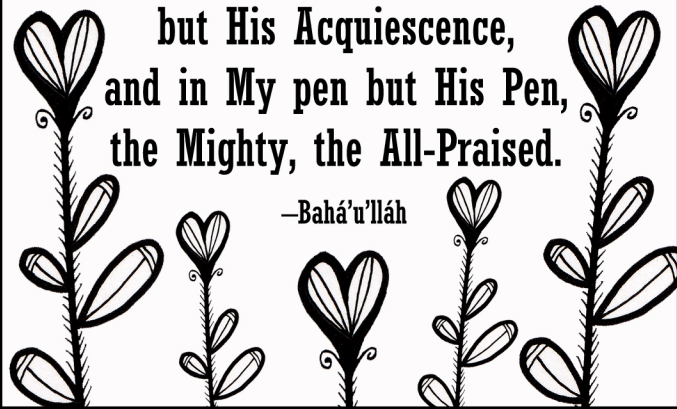 but His Acquiescence,
and in My pen but His Pen,
the Mighty, the All-Praised.
—Bahá’u’lláh